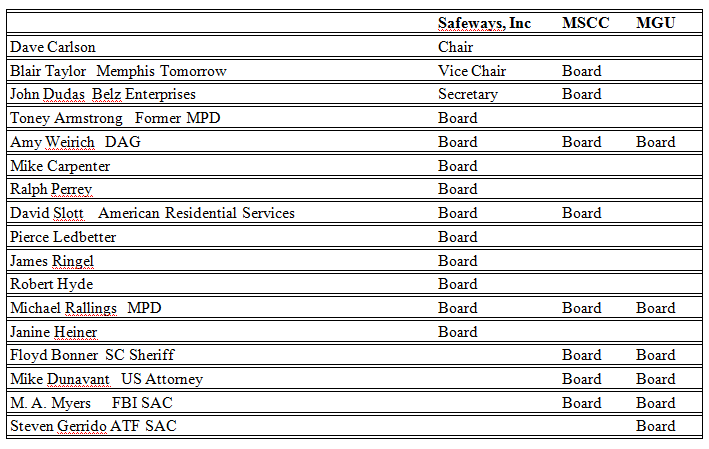 Safeways, Inc MSCC MGU
Dave Carlson Chair
Blair Taylor Memphis Tomorrow Vice Chair Board
John Dudas Belz Enterprises Secretary Board
Toney Armstrong Former MPD Board
Amy Weirich DAG Board Board Board
Mike Carpenter Board
Ralph Perrey Board
David Slott American Residential Services Board Board
Pierce Ledbetter Board
James Ringel Board
Robert Hyde Board
Michael Rallings MPD Board Board Board
Janine Heiner Board
Floyd Bonner SC Sheriff Board Board
Mike Dunavant US Attorney Board Board
M. A. Myers FBI SAC Board Board
Steven Gerrido ATF SAC Board